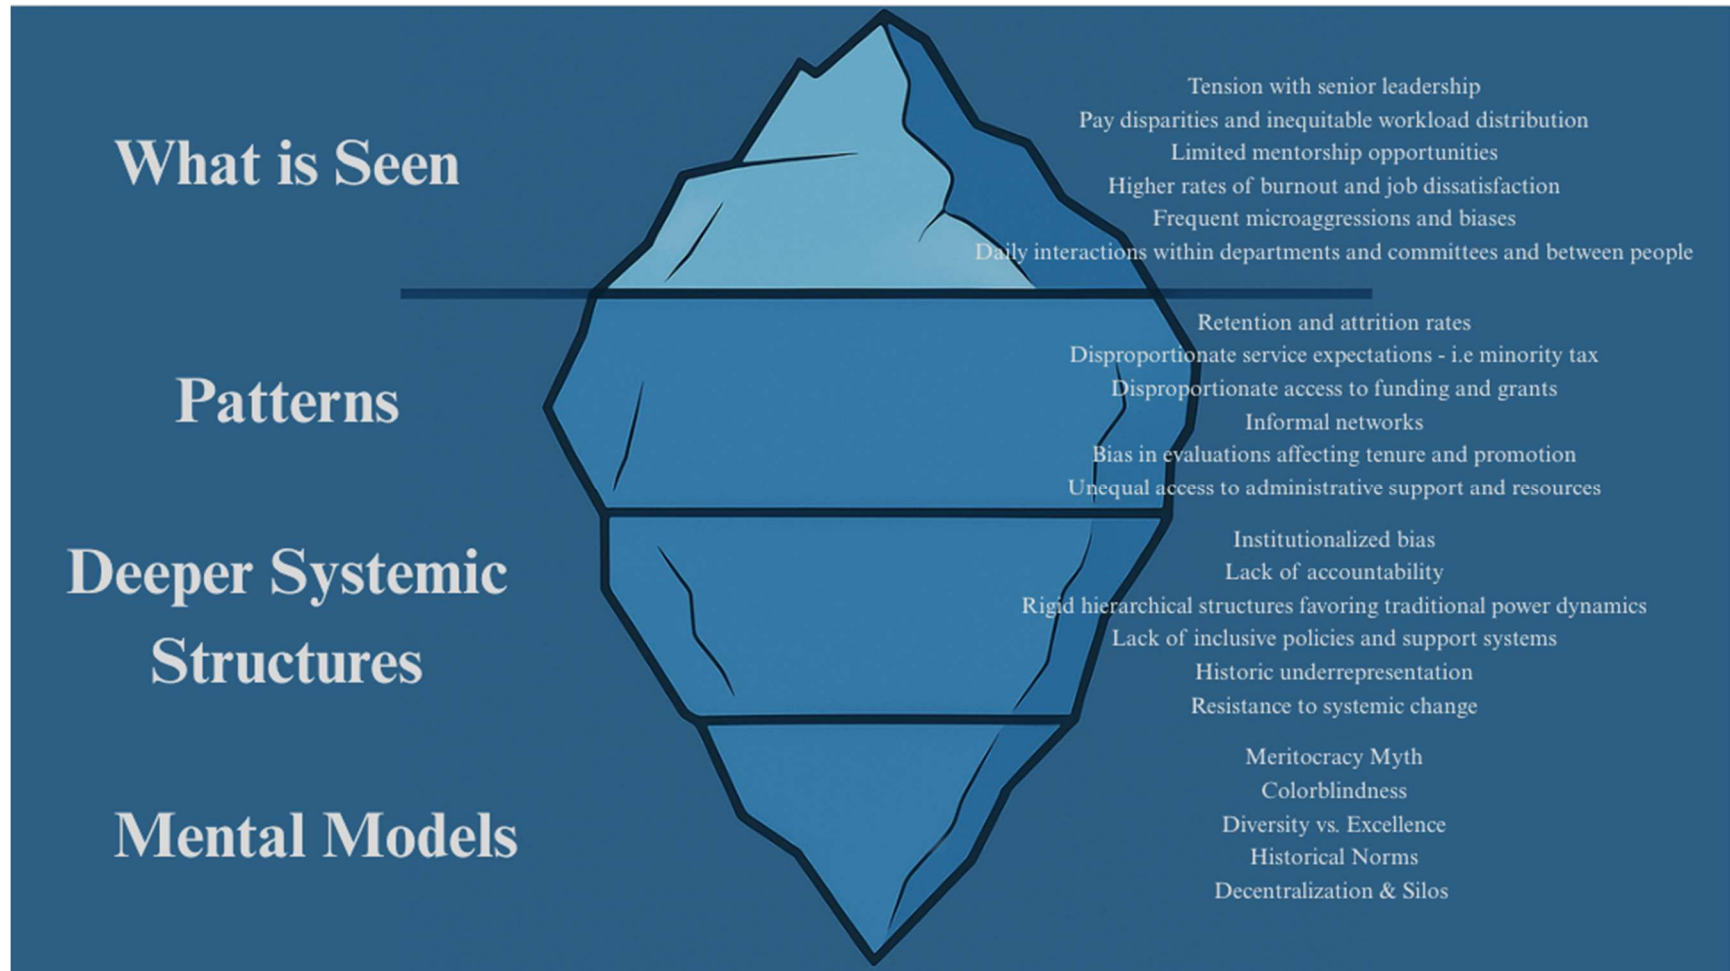 What is Seen
Tension with senior leadership
Pay disparities and inequitable workload distribution
Limited mentorship opportunities
Higher rates of burnout and job dissatisfaction
Frequent microaggressions and biases
Daily interactions within departments and committees and between people
Patterns
Retention and attrition rates
Disproportionate service expectations - i.e minority tax
Disproportionate access to funding and grants
Informal networks
Bias in evaluations affecting tenure and promotion
Unequal access to administrative support and resources
Deeper Systemic
Structures
Institutionalized bias
Lack of accountability
Rigid hierarchical structures favoring traditional power dynamics
Lack of inclusive policies and support systems
Historic underrepresentation
Resistance to systemic change
Mental Models
Meritocracy Myth
Colorblindness
Diversity vs. Excellence
Historical Norms
Decentralization & Silos